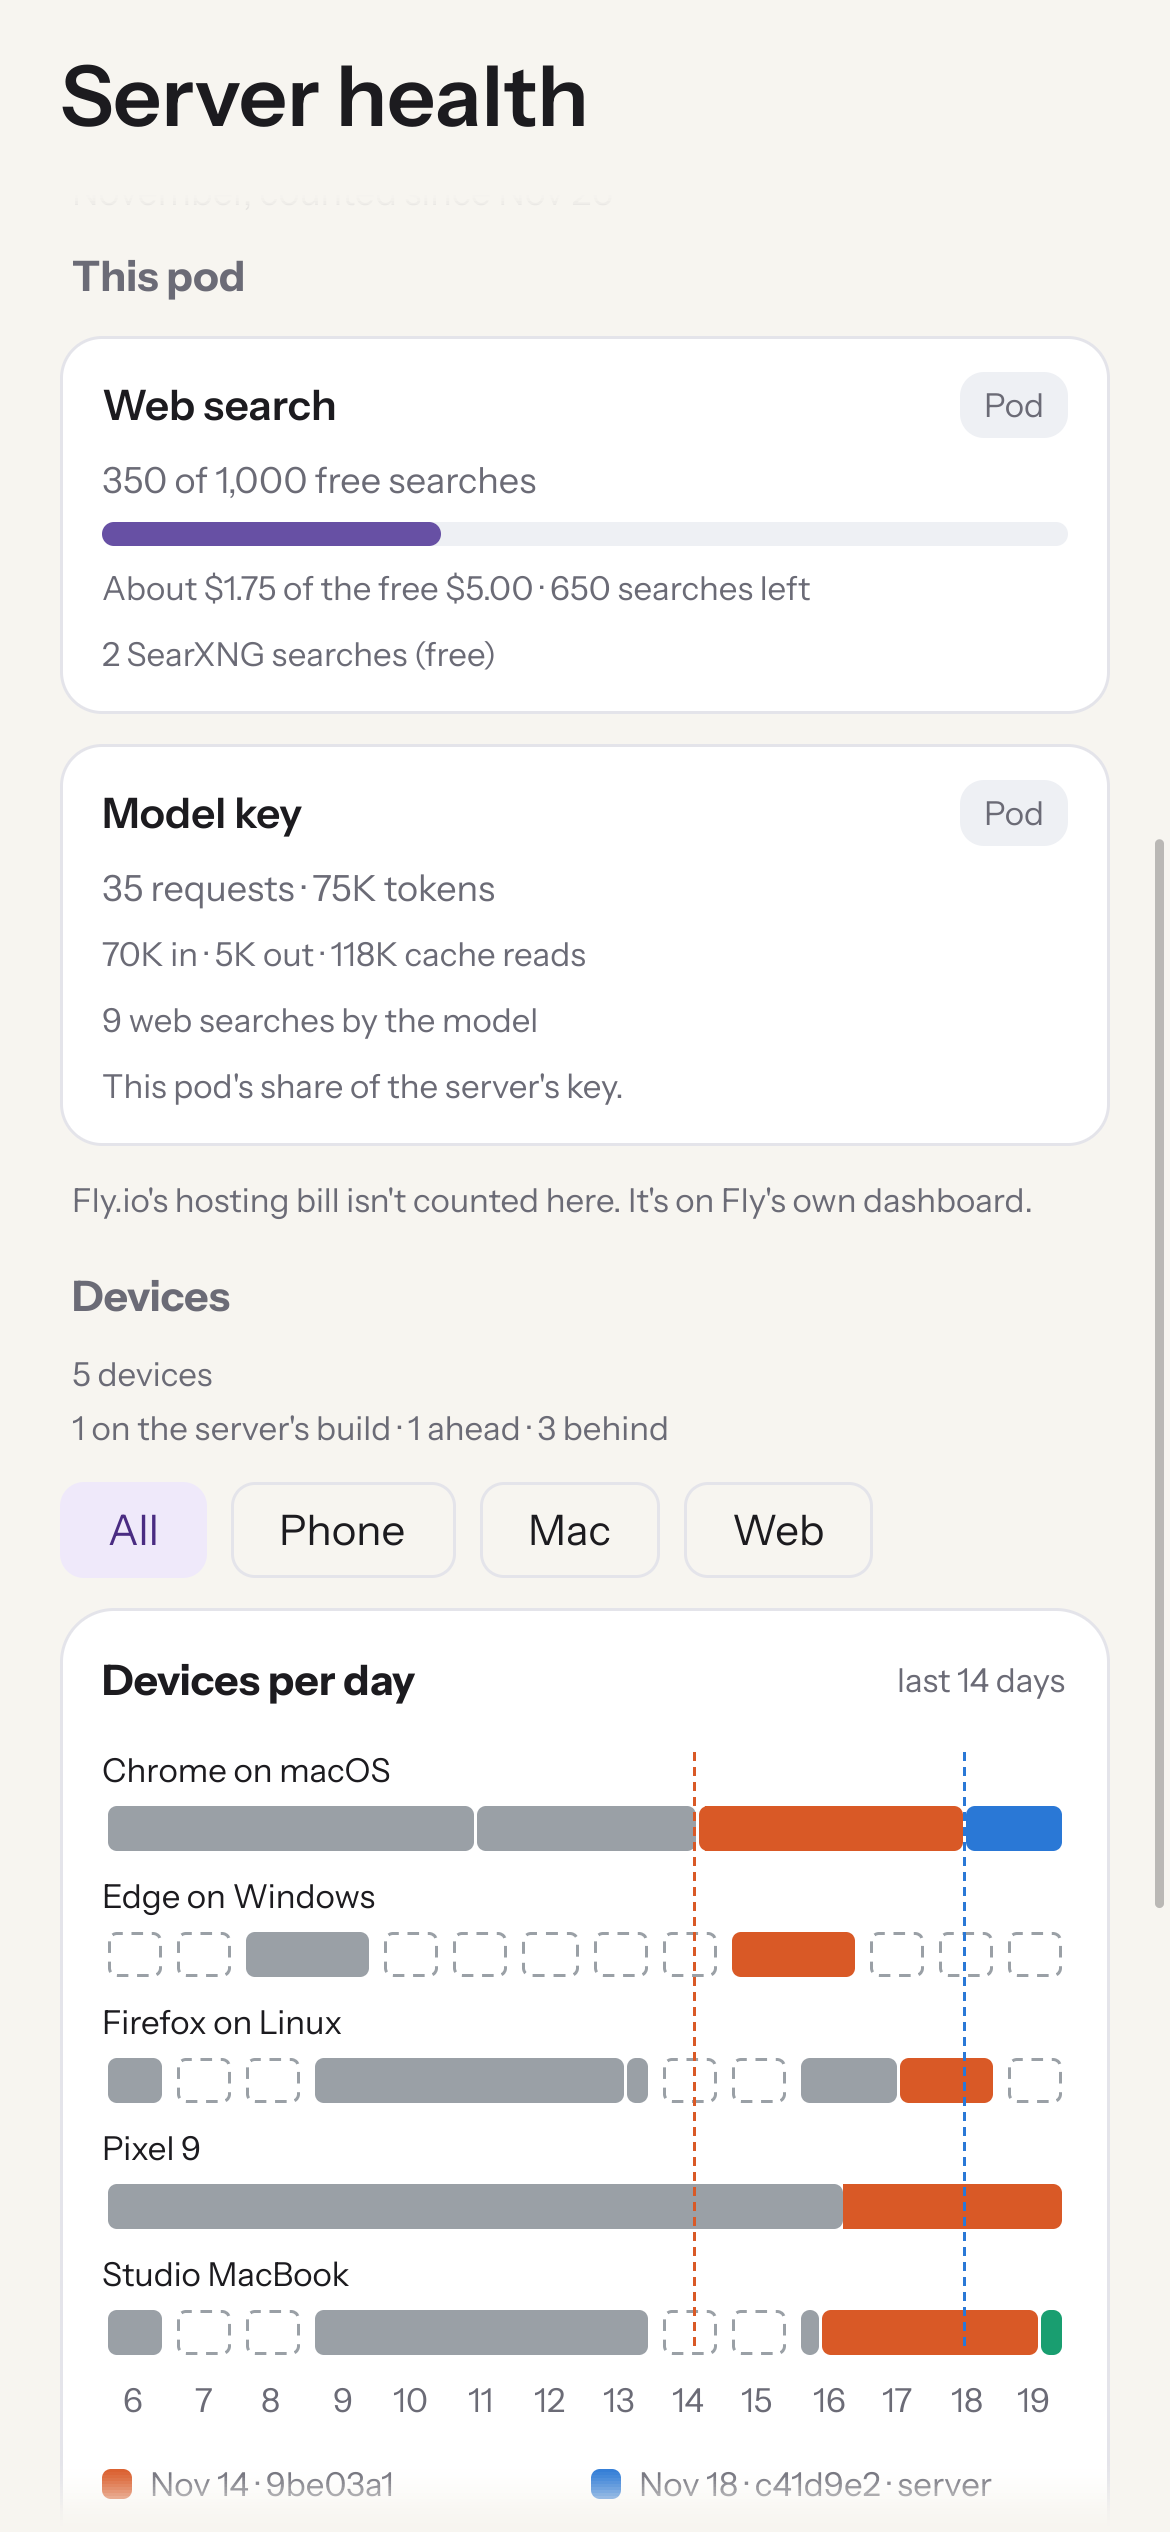 Server health
This pod
Web search
Pod
350 of 1,000 free searches
About $1.75 of the free $5.00 · 650 searches left
2 SearXNG searches (free)
Model key
Pod
35 requests · 75K tokens
70K in · 5K out · 118K cache reads
9 web searches by the model
This pod's share of the server's key.
Fly.io's hosting bill isn't counted here. It's on Fly's own dashboard.
Devices
5 devices
1 on the server's build · 1 ahead · 3 behind
All Phone Mac Web
Devices per day
last 14 days
Chrome on macOS
Edge on Windows
Firefox on Linux
Pixel 9
Studio MacBook
6 7 8 9 10 11 12 13 14 15 16 17 18 19
Nov 14 · 9be03a1
Nov 18 · c41d9e2 · server